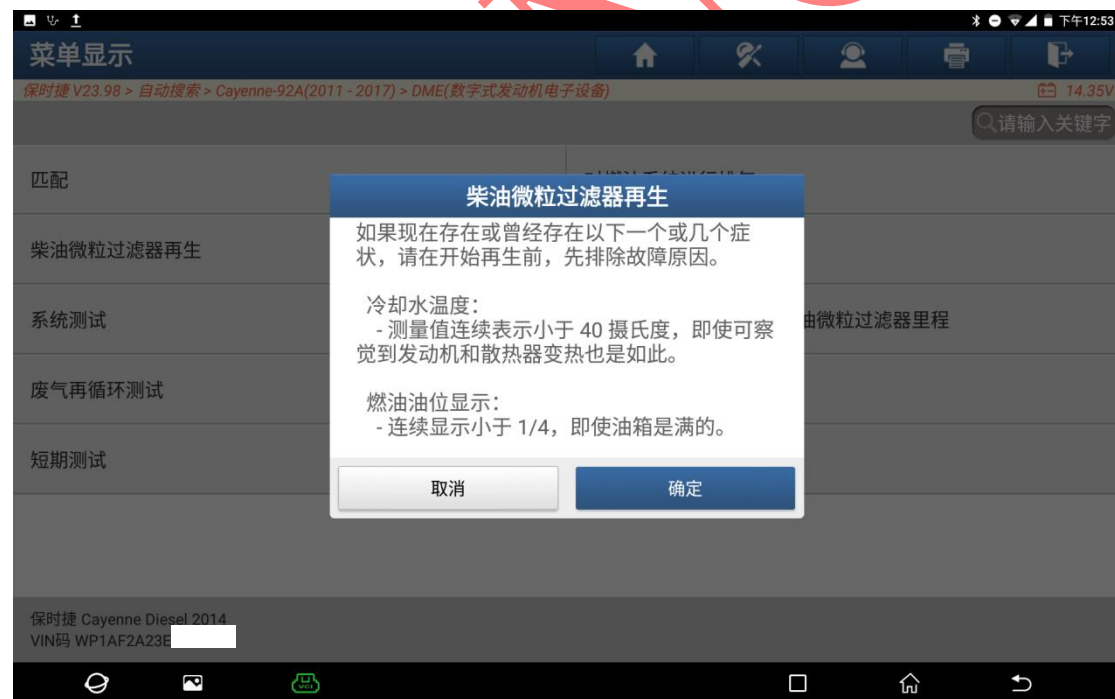 下午12:53
菜单显示
保时捷 V23.98 > 自动搜索 > Cayenne-92A(2011 - 2017) > DME(数字式发动机电子设备)
14.35V
请输入关键字
匹配
柴油微粒过滤器再生
系统测试
油微粒过滤器里程
废气再循环测试
短期测试
柴油微粒过滤器再生
如果现在存在或曾经存在以下一个或几个症
状，请在开始再生前，先排除故障原因。
冷却水温度：
- 测量值连续表示小于 40 摄氏度，即使可察
觉到发动机和散热器变热也是如此。
燃油油位显示：
- 连续显示小于 1/4，即使油箱是满的。
取消
确定
保时捷 Cayenne Diesel 2014
VIN码 WP1AF2A23E
VCI